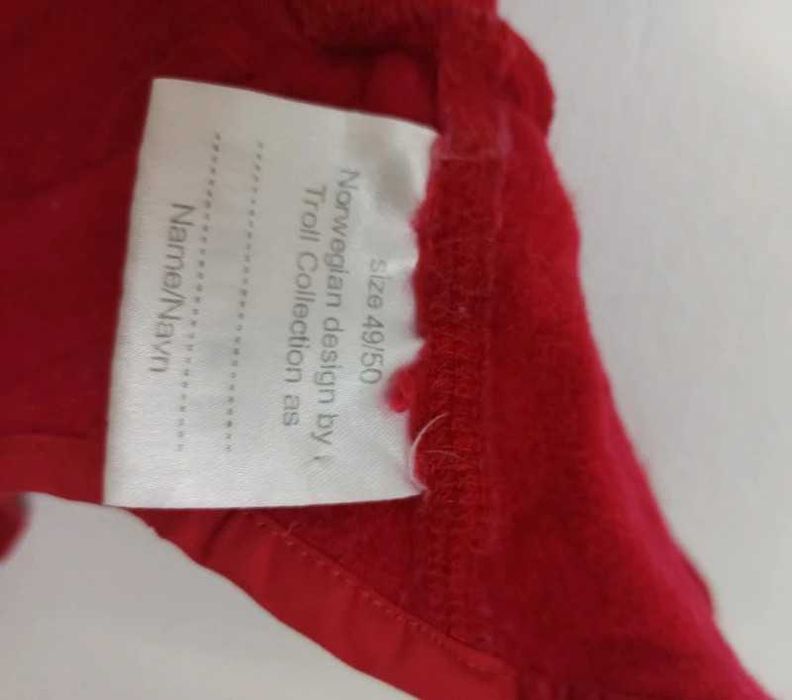 size 49/50
Norwegian design by
Troll Collection as
..............................
..............................
Name/Navn